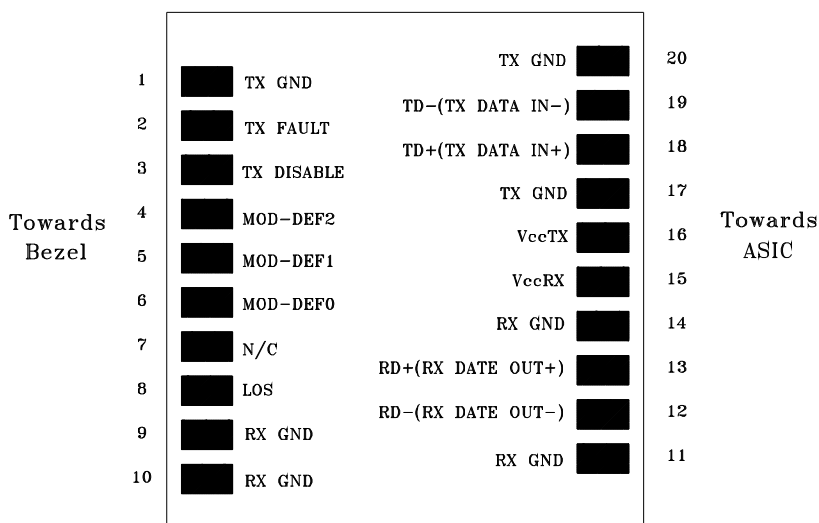 Towards
Bezel
1 TX GND
2 TX FAULT
3 TX DISABLE
4 MOD-DEF2
5 MOD-DEF1
6 MOD-DEF0
7 N/C
8 LOS
9 RX GND
10 RX GND
TX GND 20
TD-(TX DATA IN-) 19
TD+(TX DATA IN+) 18
TX GND 17
VccTX 16
VccRX 15
RX GND 14
RD+(RX DATE OUT+) 13
RD-(RX DATE OUT-) 12
RX GND 11
Towards
ASIC